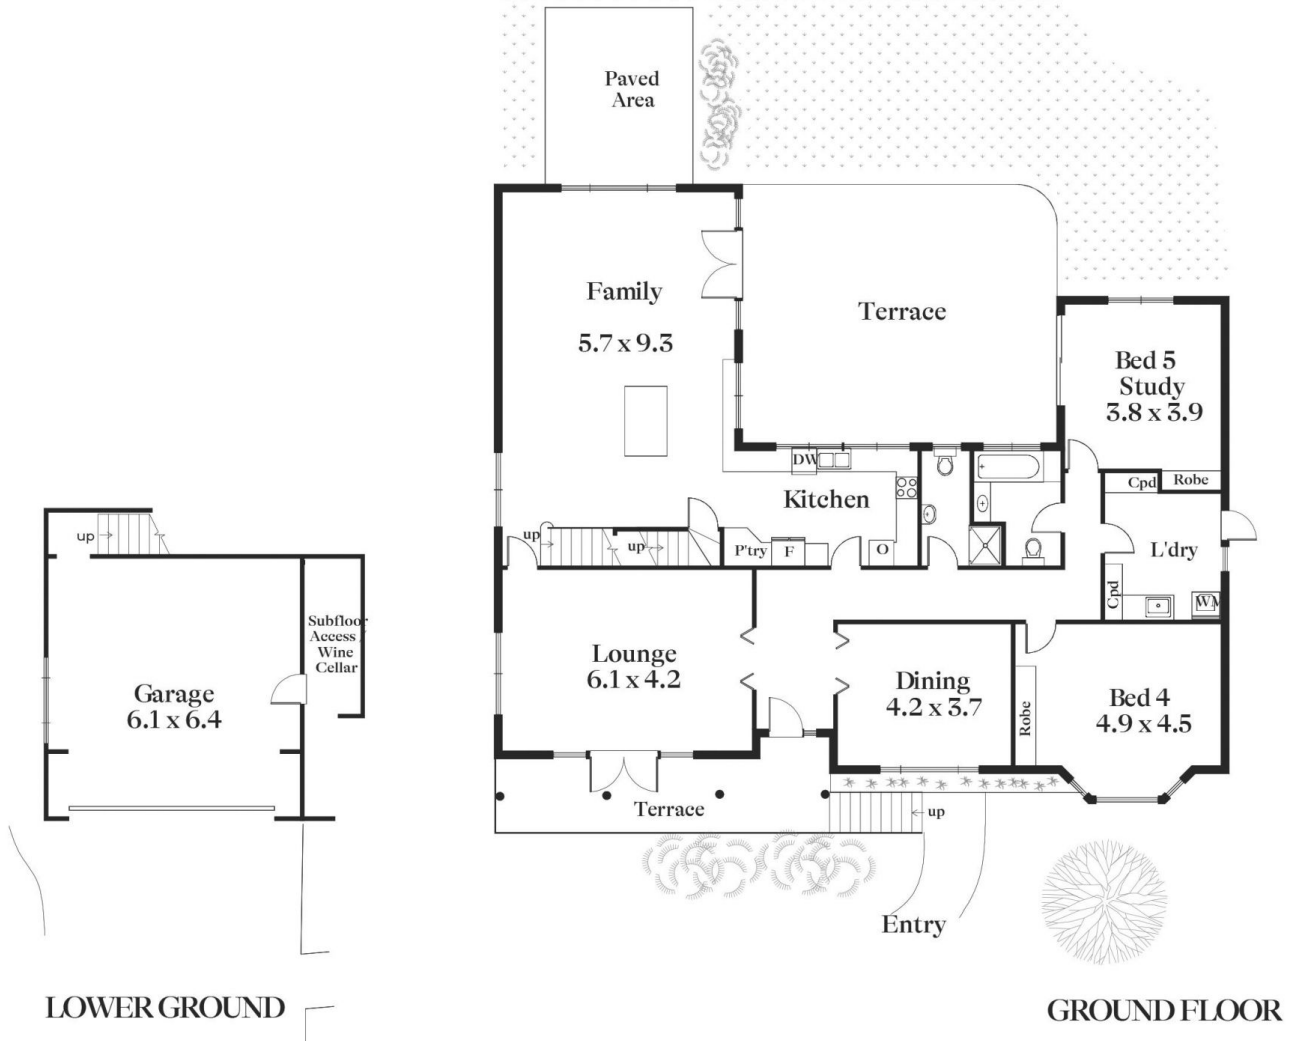 Paved
Area
Family
5.7 x 9.3
Terrace
Bed 5
Study
3.8 x 3.9
DW
Kitchen
Cpd
Robe
up
up
up
P'try
F
O
L'dry
Cpd
WM
Subfloor
Access /
Wine
Cellar
Garage
6.1 x 6.4
Lounge
6.1 x 4.2
Dining
4.2 x 3.7
Robe
Bed 4
4.9 x 4.5
Terrace
up
Entry
LOWER GROUND
GROUND FLOOR